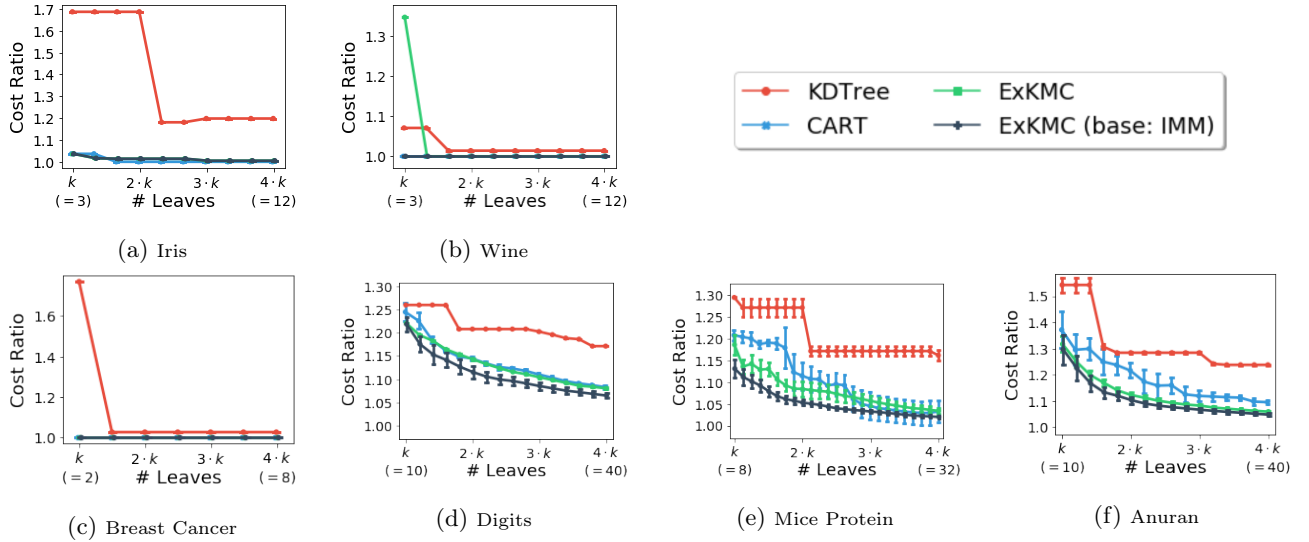 1.7
1.6
1.5
1.4
1.3
1.2
1.1
1.0
Cost Ratio
k
2·k
3·k
4·k
(=3)
(=12)
# Leaves
(a) Iris
1.3
1.2
1.1
1.0
Cost Ratio
k
2·k
3·k
4·k
(=3)
(=12)
# Leaves
(b) Wine
KDTree
ExKMC
CART
ExKMC (base: IMM)
1.6
1.4
1.2
1.0
Cost Ratio
k
2·k
3·k
4·k
(=2)
(=8)
# Leaves
(c) Breast Cancer
1.30
1.25
1.20
1.15
1.10
1.05
1.00
Cost Ratio
k
2·k
3·k
4·k
(=10)
(=40)
# Leaves
(d) Digits
1.30
1.25
1.20
1.15
1.10
1.05
1.00
Cost Ratio
k
2·k
3·k
4·k
(=8)
(=32)
# Leaves
(e) Mice Protein
1.5
1.4
1.3
1.2
1.1
1.0
Cost Ratio
k
2·k
3·k
4·k
(=10)
(=40)
# Leaves
(f) Anuran